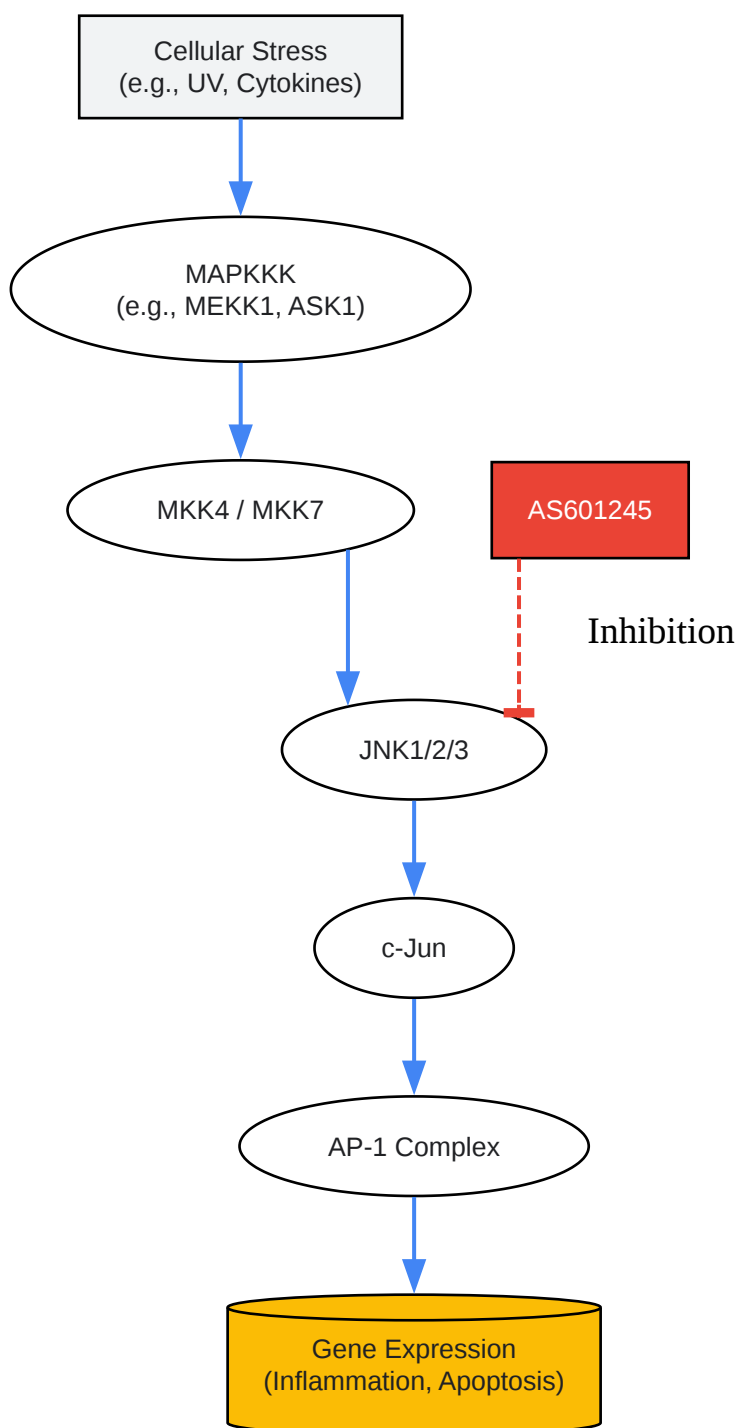 Cellular Stress
(e.g., UV, Cytokines)
MAPKKK
(e.g., MEKK1, ASK1)
MKK4 / MKK7
AS601245
Inhibition
JNK1/2/3
c-Jun
AP-1 Complex
Gene Expression
(Inflammation, Apoptosis)